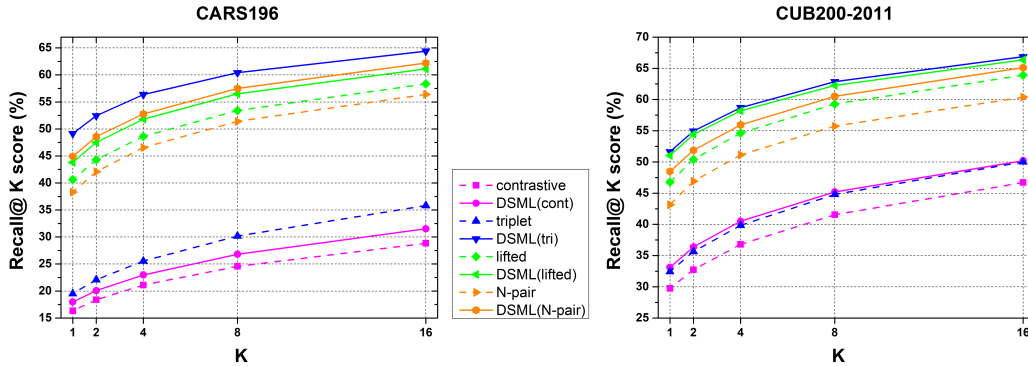 CARS196
CUB200-2011
65
60
55
50
45
40
35
30
25
20
15
Recall@ K score (%)
1 2 4 8 16
K
contrastive
DSML(cont)
triplet
DSML(tri)
lifted
DSML(lifted)
N-pair
DSML(N-pair)
70
65
60
55
50
45
40
35
30
25
Recall@ K score (%)
1 2 4 8 16
K